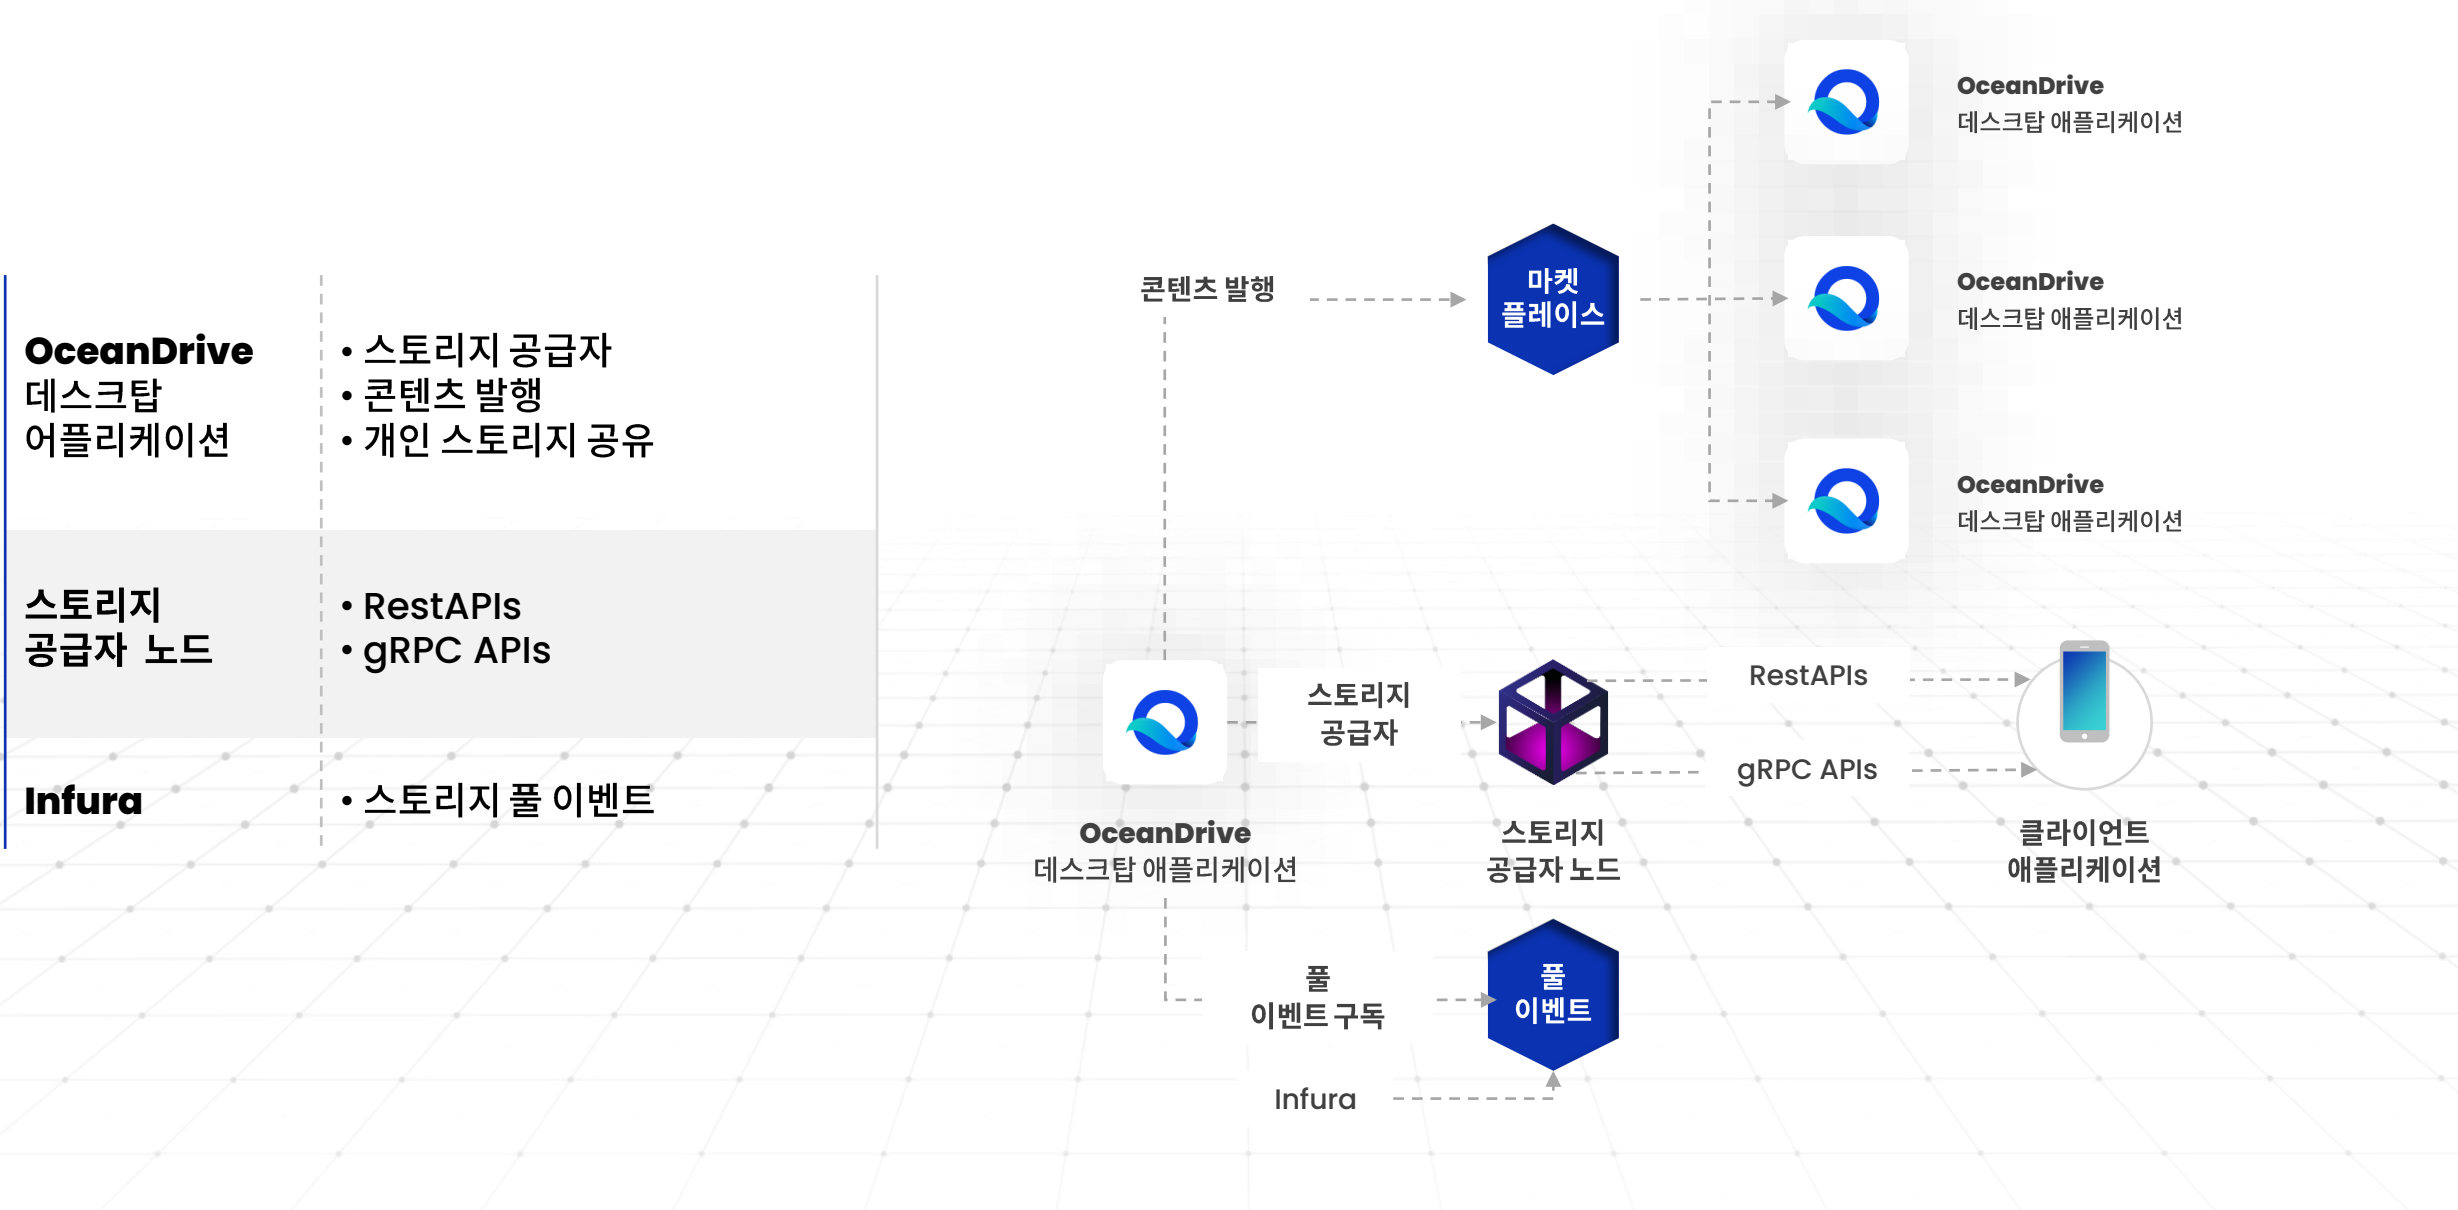 OceanDrive
데스크탑
어플리케이션
• 스토리지 공급자
• 콘텐츠 발행
• 개인 스토리지 공유
스토리지
공급자 노드
• RestAPIs
• gRPC APIs
Infura
• 스토리지 풀 이벤트
콘텐츠 발행
마켓
플레이스
OceanDrive
데스크탑 애플리케이션
OceanDrive
데스크탑 애플리케이션
OceanDrive
데스크탑 애플리케이션
스토리지
공급자
RestAPIs
gRPC APIs
OceanDrive
데스크탑 애플리케이션
스토리지
공급자 노드
클라이언트
애플리케이션
풀
이벤트 구독
풀
이벤트
Infura